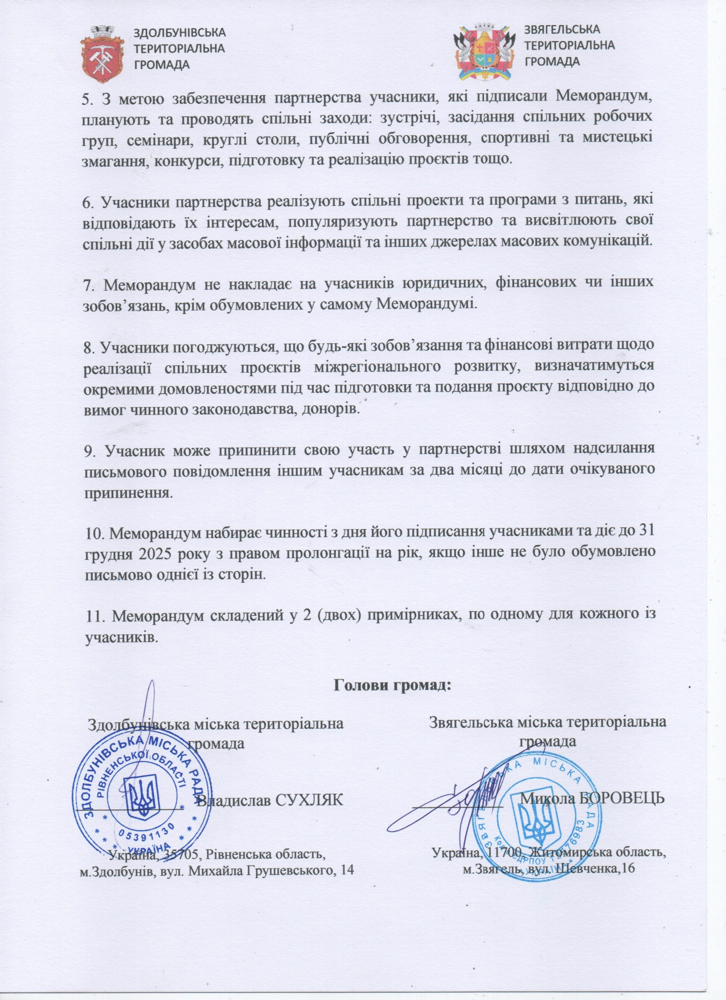 ЗДОЛБУНІВСЬКА
ТЕРИТОРІАЛЬНА
ГРОМАДА
ЗВЯГЕЛЬСЬКА
ТЕРИТОРІАЛЬНА
ГРОМАДА
5. З метою забезпечення партнерства учасники, які підписали Меморандум,
планують та проводять спільні заходи: зустрічі, засідання спільних робочих
груп, семінари, круглі столи, публічні обговорення, спортивні та мистецькі
змагання, конкурси, підготовку та реалізацію проєктів тощо.
6. Учасники партнерства реалізують спільні проекти та програми з питань, які
відповідають їх інтересам, популяризують партнерство та висвітлюють свої
спільні дії у засобах масової інформації та інших джерелах масових комунікацій.
7. Меморандум не накладає на учасників юридичних, фінансових чи інших
зобов’язань, крім обумовлених у самому Меморандумі.
8. Учасники погоджуються, що будь-які зобов’язання та фінансові витрати щодо
реалізації спільних проєктів міжрегіонального розвитку, визначатимуться
окремими домовленостями під час підготовки та подання проєкту відповідно до
вимог чинного законодавства, донорів.
9. Учасник може припинити свою участь у партнерстві шляхом надсилання
письмового повідомлення іншим учасникам за два місяці до дати очікуваного
припинення.
10. Меморандум набирає чинності з дня його підписання учасниками та діє до 31
грудня 2025 року з правом пролонгації на рік, якщо інше не було обумовлено
письмово однієї із сторін.
11. Меморандум складений у 2 (двох) примірниках, по одному для кожного із
учасників.
Голови громад:
Здолбунівська міська територіальна
громада
Владислав СУХЛЯК
Україна, 35705, Рівненська область,
м.Здолбунів, вул. Михайла Грушевського, 14
ЗДОЛБУНІВСЬКА МІСЬКА РАДА
РІВНЕНСЬКОЇ ОБЛАСТІ
05391130
УКРАЇНА
Звягельська міська територіальна
громада
Микола БОРОВЕЦЬ
Україна, 11700, Житомирська область,
м.Звягель, вул. Шевченка,16
ЗВЯГЕЛЬСЬКА МІСЬКА РАДА
УКРАЇНА